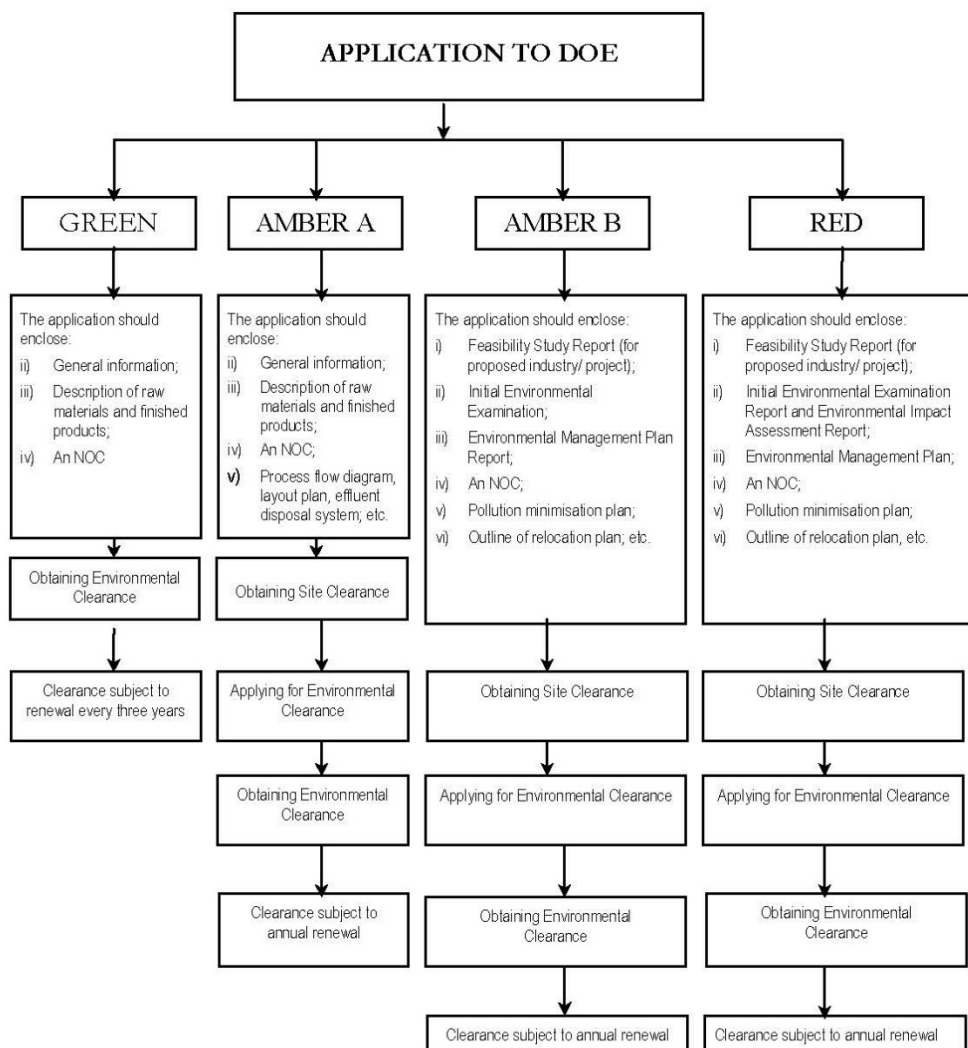 APPLICATION TO DOE
GREEN
AMBER A
AMBER B
RED
The application should
enclose:
ii) General information;
iii) Description of raw
materials and finished
products;
iv) An NOC
The application should
enclose:
ii) General information;
iii) Description of raw
materials and finished
products;
iv) An NOC;
v) Process flow diagram,
layout plan, effluent
disposal system; etc.
The application should enclose:
i) Feasibility Study Report (for
proposed industry/ project);
ii) Initial Environmental
Examination;
iii) Environmental Management Plan
Report;
iv) An NOC;
v) Pollution minimisation plan;
vi) Outline of relocation plan; etc.
The application should enclose:
i) Feasibility Study Report (for
proposed industry/ project);
ii) Initial Environmental Examination
Report and Environmental Impact
Assessment Report;
iii) Environmental Management Plan;
iv) An NOC;
v) Pollution minimisation plan;
vi) Outline of relocation plan, etc.
Obtaining Environmental
Clearance
Obtaining Site Clearance
Clearance subject to
renewal every three years
Applying for Environmental
Clearance
Obtaining Site Clearance
Obtaining Site Clearance
Obtaining Environmental
Clearance
Applying for Environmental Clearance
Applying for Environmental Clearance
Clearance subject to
annual renewal
Obtaining Environmental
Clearance
Obtaining Environmental
Clearance
Clearance subject to annual renewal
Clearance subject to annual renewal